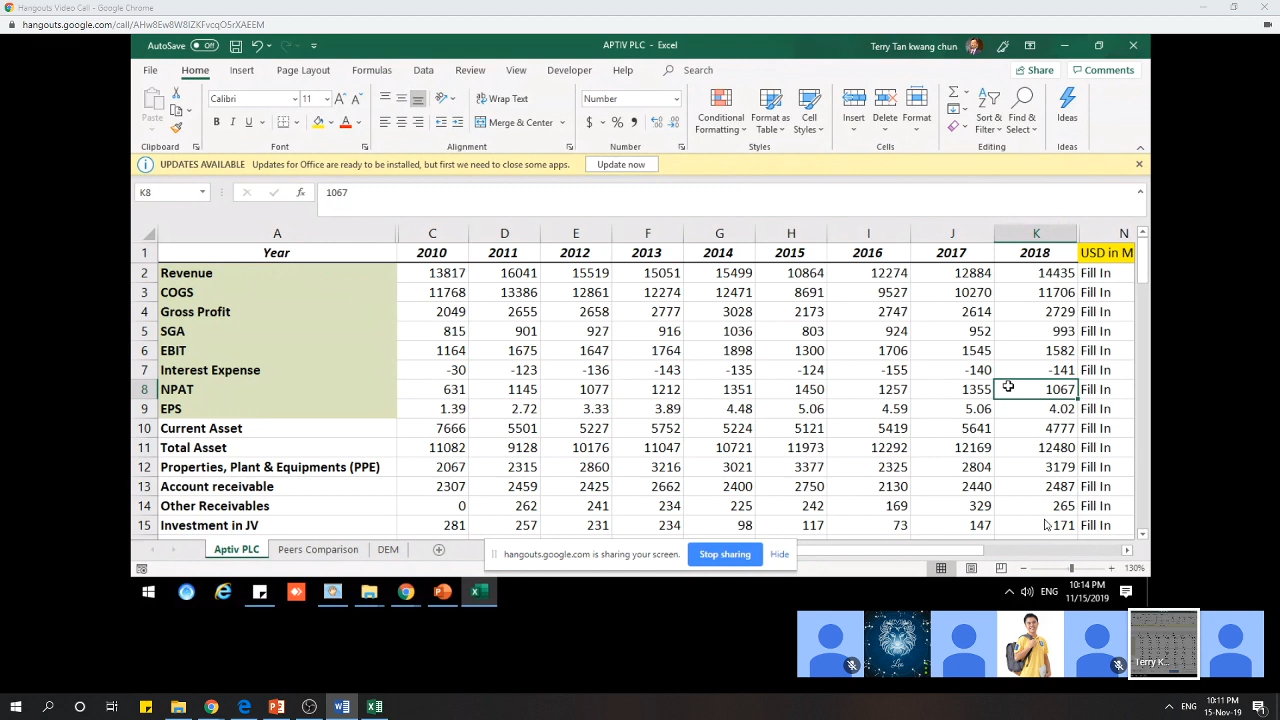 Hangouts Video Call - Google Chrome
hangouts.google.com/call/AHw8Ew8W8IZKFvcqO5rXAEEM
AutoSave Off APTIV PLC - Excel Terry Tan kwang chun
File Home Insert Page Layout Formulas Data Review View Developer Help Search Share Comments
Paste Calibri 11 Wrap Text Number Conditional Formatting Format as Table Cell Styles Insert Delete Format Sort & Filter Find & Select Ideas
B I U Merge & Center $ % ,
Clipboard Font Alignment Number Styles Cells Editing Ideas
UPDATES AVAILABLE Updates for Office are ready to be installed, but first we need to close some apps. Update now
K8 fx 1067
A C D E F G H I J K N
1 Year 2010 2011 2012 2013 2014 2015 2016 2017 2018 USD in M
2 Revenue 13817 16041 15519 15051 15499 10864 12274 12884 14435 Fill In
3 COGS 11768 13386 12861 12274 12471 8691 9527 10270 11706 Fill In
4 Gross Profit 2049 2655 2658 2777 3028 2173 2747 2614 2729 Fill In
5 SGA 815 901 927 916 1036 803 924 952 993 Fill In
6 EBIT 1164 1675 1647 1764 1898 1300 1706 1545 1582 Fill In
7 Interest Expense -30 -123 -136 -143 -135 -124 -155 -140 -141 Fill In
8 NPAT 631 1145 1077 1212 1351 1450 1257 1355 1067 Fill In
9 EPS 1.39 2.72 3.33 3.89 4.48 5.06 4.59 5.06 4.02 Fill In
10 Current Asset 7666 5501 5227 5752 5224 5121 5419 5641 4777 Fill In
11 Total Asset 11082 9128 10176 11047 10721 11973 12292 12169 12480 Fill In
12 Properties, Plant & Equipments (PPE) 2067 2315 2860 3216 3021 3377 2325 2804 3179 Fill In
13 Account receivable 2307 2459 2425 2662 2400 2750 2130 2440 2487 Fill In
14 Other Receivables 0 262 241 234 225 242 169 329 265 Fill In
15 Investment in JV 281 257 231 234 98 117 73 147 171 Fill In
Aptiv PLC Peers Comparison DEM
hangouts.google.com is sharing your screen. Stop sharing Hide
130%
ENG 10:14 PM
11/15/2019
Leo
Terry K...
ENG 10:11 PM
15-Nov-19